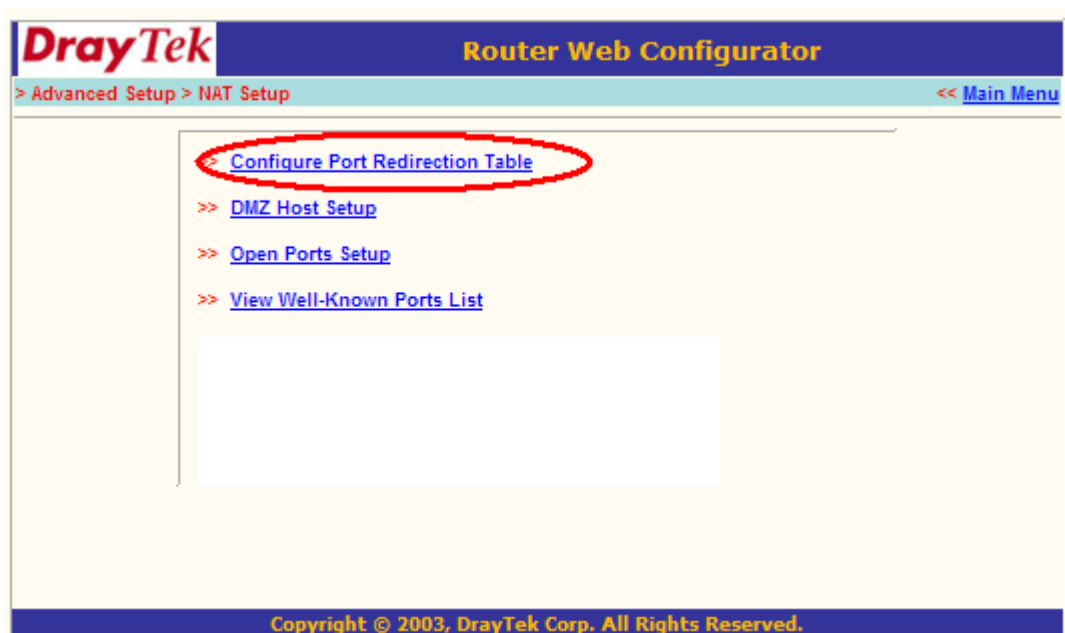 DrayTek
Router Web Configurator
> Advanced Setup > NAT Setup
<< Main Menu
>> Configure Port Redirection Table
>> DMZ Host Setup
>> Open Ports Setup
>> View Well-Known Ports List
Copyright © 2003, DrayTek Corp. All Rights Reserved.